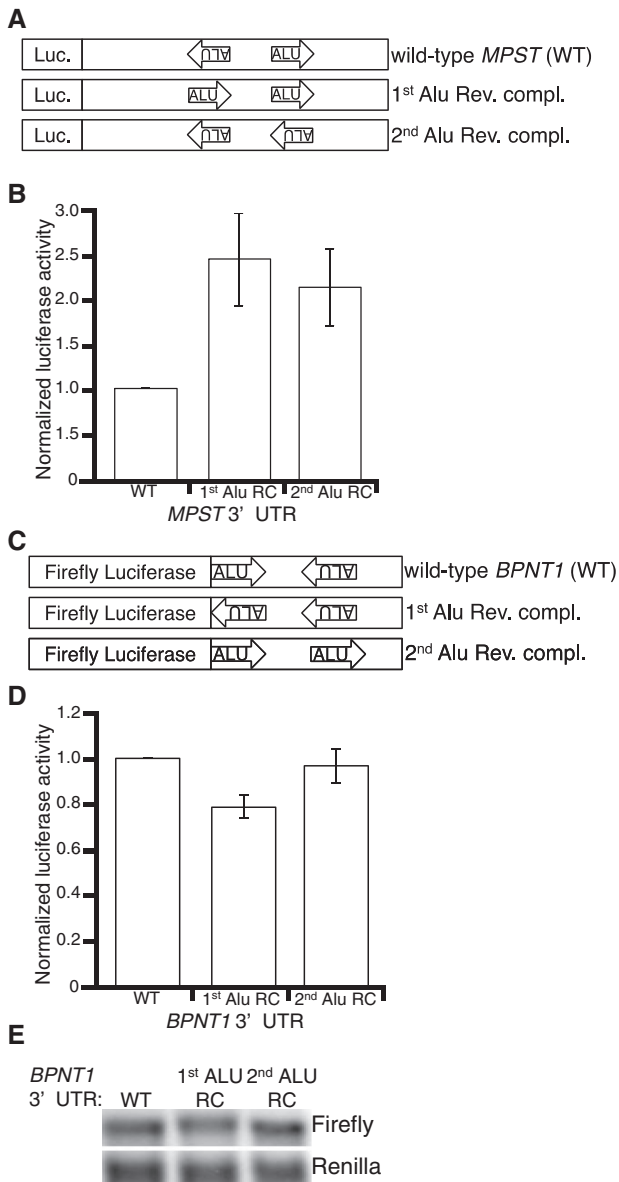 A
Luc. ALU ALU wild-type MPST (WT)
Luc. ALU ALU 1st Alu Rev. compl.
Luc. ALU ALU 2nd Alu Rev. compl.
B
Normalized luciferase activity
3.0
2.5
2.0
1.5
1.0
1.5
0
WT 1st Alu RC 2nd Alu RC
MPST 3' UTR
C
Firefly Luciferase ALU ALU wild-type BPNT1 (WT)
Firefly Luciferase ALU ALU 1st Alu Rev. compl.
Firefly Luciferase ALU ALU 2nd Alu Rev. compl.
D
Normalized luciferase activity
1.2
1.0
0.8
0.6
0.4
0.2
0
WT 1st Alu RC 2nd Alu RC
BPNT1 3' UTR
E
BPNT1 1st ALU 2nd ALU
3' UTR: WT RC RC
Firefly
Renilla